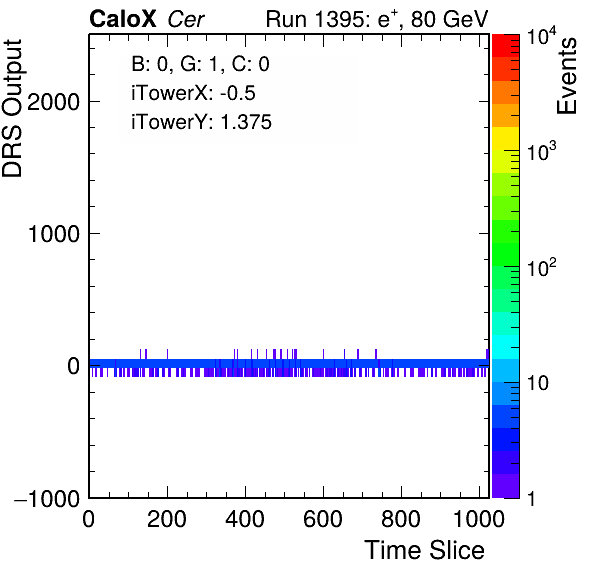 CaloX Cer Run 1395: e+, 80 GeV
B: 0, G: 1, C: 0
iTowerX: -0.5
iTowerY: 1.375
DRS Output
2000
1000
0
−1000
0 200 400 600 800 1000
Time Slice
Events
10^4
10^3
10^2
10
1